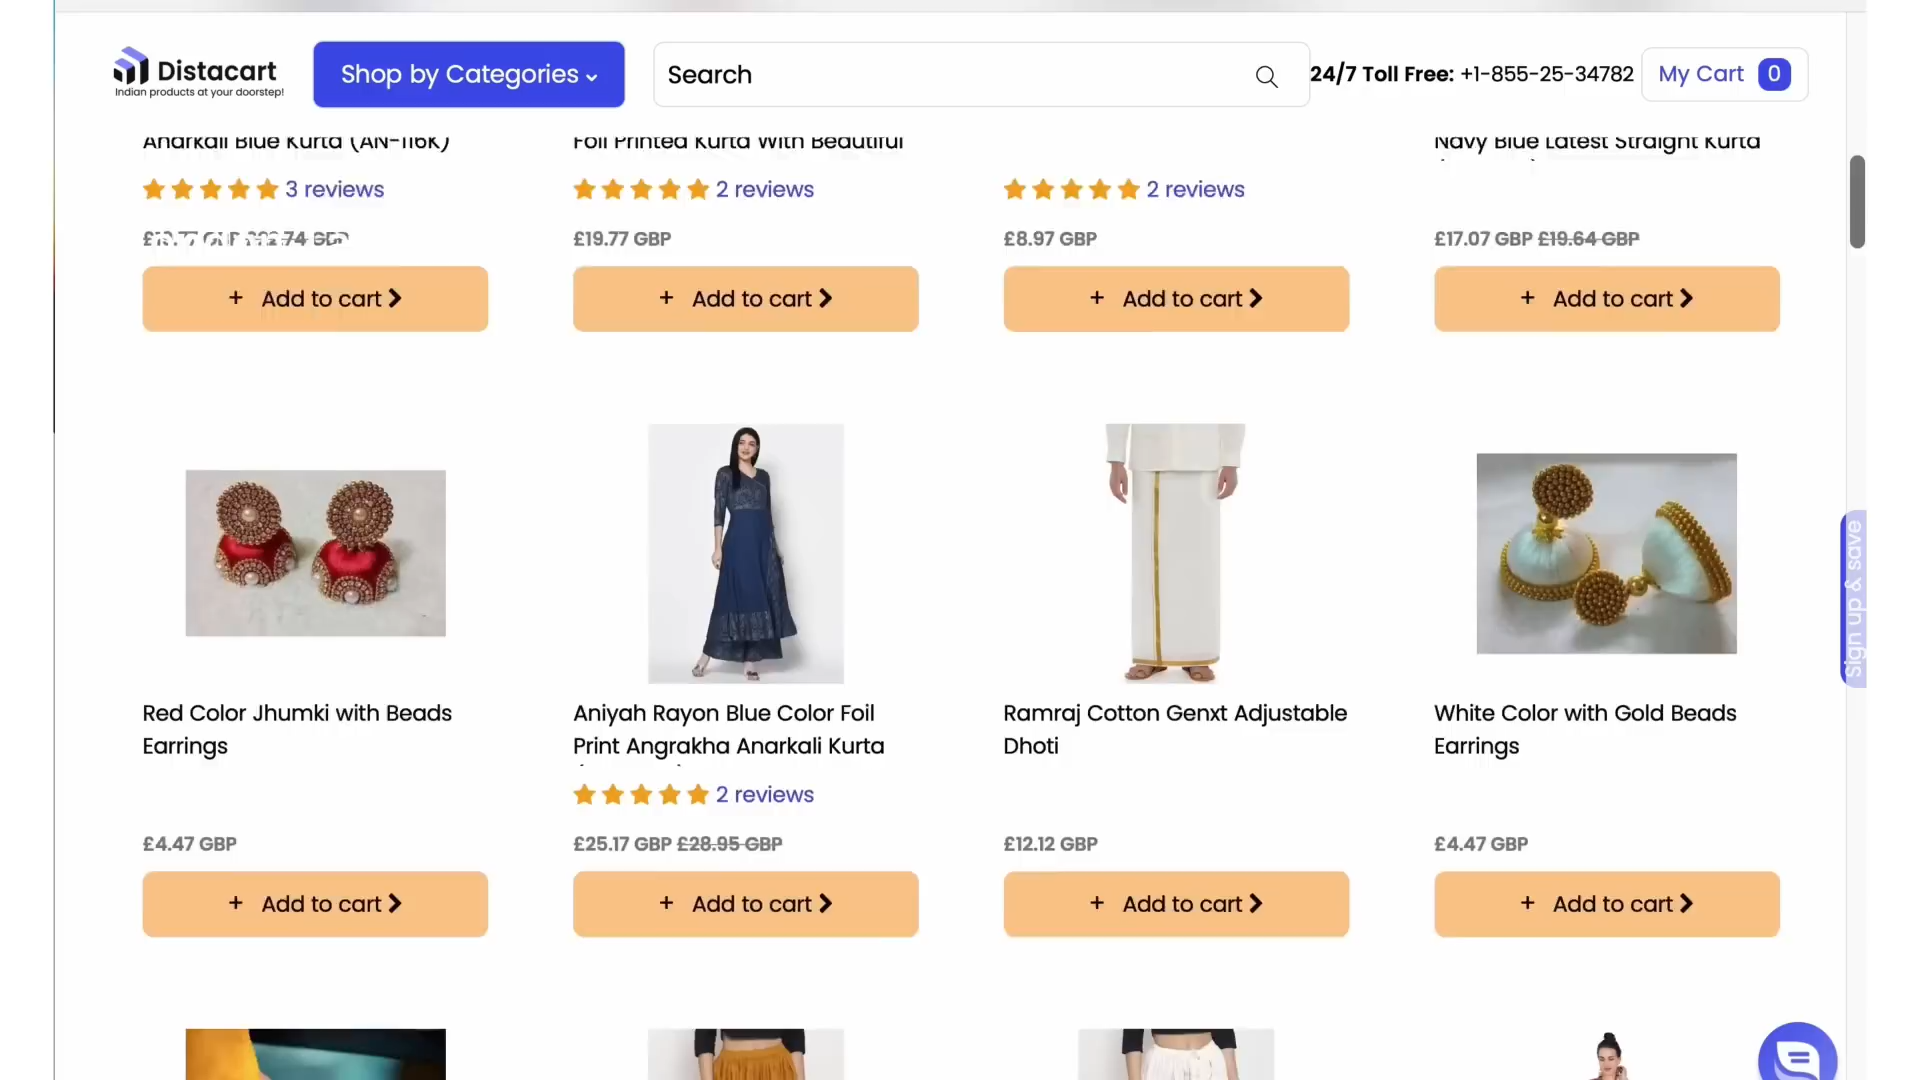 Distacart
Indian products at your doorstep!
Shop by Categories
Search
24/7 Toll Free: +1-855-25-34782
My Cart 0
Anarkali Blue Kurta (AN-116K)
Foil Printed Kurta With Beautiful
Navy Blue Latest Straight Kurta
3 reviews
2 reviews
2 reviews
£19.77 GBP
£8.97 GBP
£17.07 GBP £19.64 GBP
+ Add to cart
+ Add to cart
+ Add to cart
+ Add to cart
sign up & save
Red Color Jhumki with Beads
Earrings
Aniyah Rayon Blue Color Foil
Print Angrakha Anarkali Kurta
Ramraj Cotton Genxt Adjustable
Dhoti
White Color with Gold Beads
Earrings
2 reviews
£4.47 GBP
£25.17 GBP £28.95 GBP
£12.12 GBP
£4.47 GBP
+ Add to cart
+ Add to cart
+ Add to cart
+ Add to cart